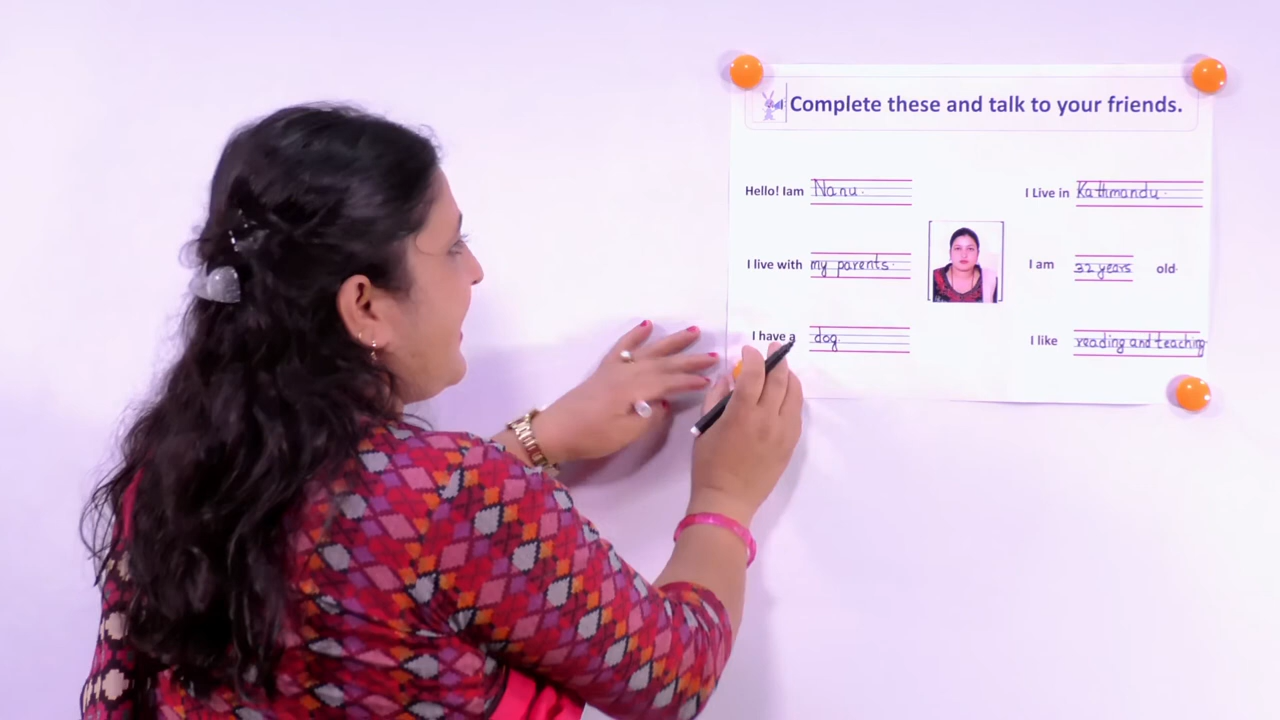 Complete these and talk to your friends.
Hello! Iam Nanu.
I Live in Kathmandu.
I live with my parents.
I am 32 years old.
I have a dog.
I like reading and teaching